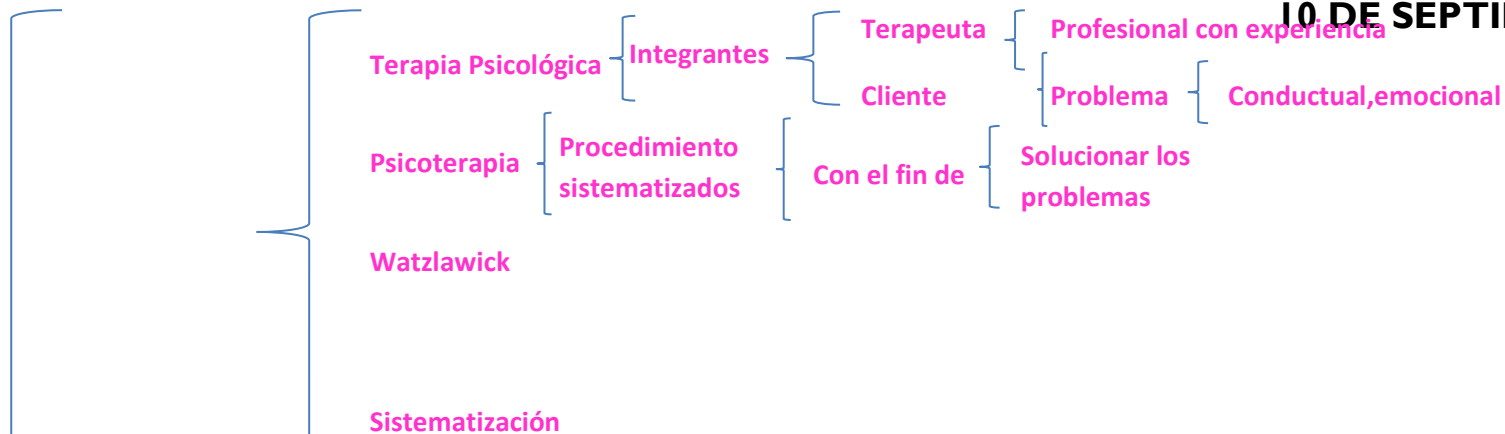 10 DE SEPTI
Terapia Psicológica
Integrantes
Terapeuta
Profesional con experiencia
Cliente
Problema
Conductual,emocional
Psicoterapia
Procedimiento
sistematizados
Con el fin de
Solucionar los
problemas
Watzlawick
Sistematización